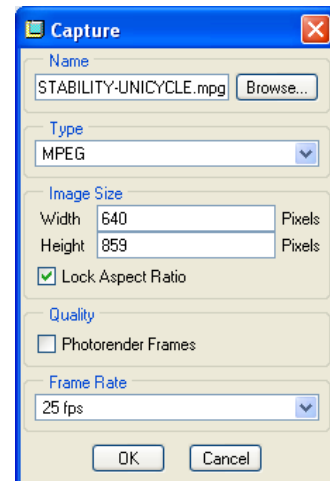 Capture
Name
STABILITY-UNICYCLE.mpg Browse...
Type
MPEG
Image Size
Width 640 Pixels
Height 859 Pixels
Lock Aspect Ratio
Quality
Photorender Frames
Frame Rate
25 fps
OK Cancel